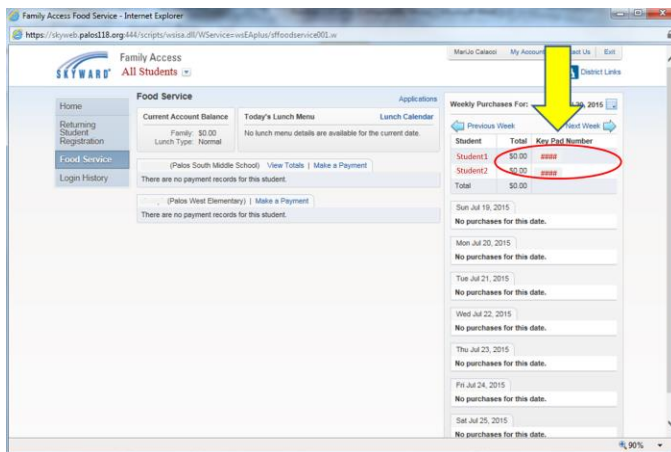 Family Access Food Service - Internet Explorer
https://skyweb.palos118.org:444/scripts/wsisa.dll/WService=wsEAplus/sffoodservice001.w
SKYWARD
Family Access
All Students
My Account
Exit
District Links
Home
Returning
Student
Registration
Food Service
Login History
Food Service
Applications
Current Account Balance
Family: $0.00
Lunch Type: Normal
Today's Lunch Menu
Lunch Calendar
No lunch menu details are available for the current date.
(Palos South Middle School) View Totals | Make a Payment
There are no payment records for this student.
(Palos West Elementary) | Make a Payment
There are no payment records for this student.
Weekly Purchases For:
20, 2015
Previous Week
Next Week
Student Total Key Pad Number
Student1 $0.00 ####
Student2 $0.00 ####
Total $0.00
Sun Jul 19, 2015
No purchases for this date.
Mon Jul 20, 2015
No purchases for this date.
Tue Jul 21, 2015
No purchases for this date.
Wed Jul 22, 2015
No purchases for this date.
Thu Jul 23, 2015
No purchases for this date.
Fri Jul 24, 2015
No purchases for this date.
Sat Jul 25, 2015
No purchases for this date.
90%